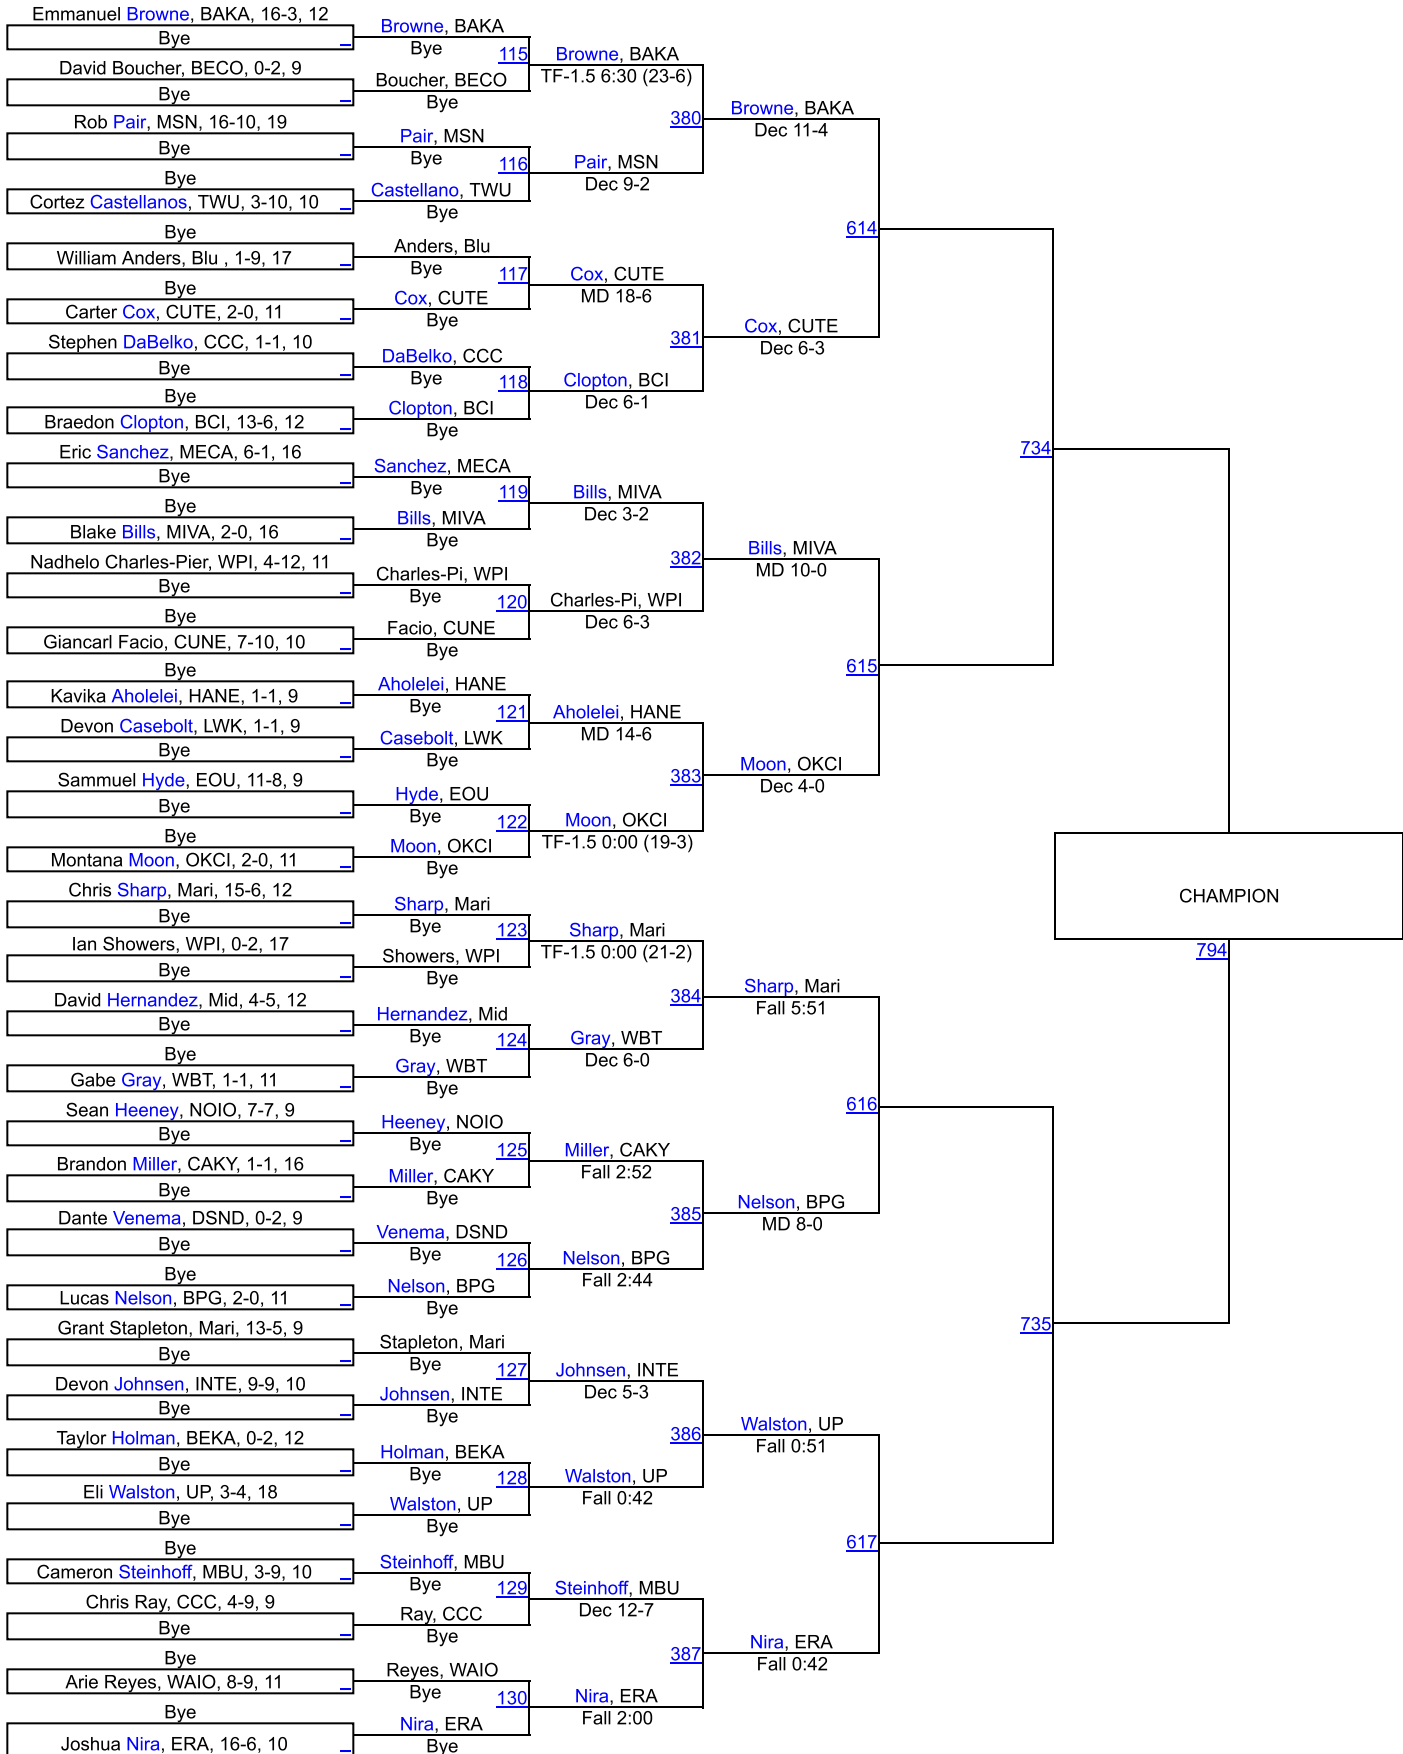 Emmanuel Browne, BAKA, 16-3, 12
Bye
David Boucher, BECO, 0-2, 9
Bye
Rob Pair, MSN, 16-10, 19
Bye
Bye
Cortez Castellanos, TWU, 3-10, 10
Bye
William Anders, Blu , 1-9, 17
Bye
Carter Cox, CUTE, 2-0, 11
Stephen DaBelko, CCC, 1-1, 10
Bye
Bye
Braedon Clopton, BCI, 13-6, 12
Eric Sanchez, MECA, 6-1, 16
Bye
Bye
Blake Bills, MIVA, 2-0, 16
Nadhelo Charles-Pier, WPI, 4-12, 11
Bye
Bye
Giancarl Facio, CUNE, 7-10, 10
Bye
Kavika Aholelei, HANE, 1-1, 9
Devon Casebolt, LWK, 1-1, 9
Bye
Sammuel Hyde, EOU, 11-8, 9
Bye
Bye
Montana Moon, OKCI, 2-0, 11
Chris Sharp, Mari, 15-6, 12
Bye
Ian Showers, WPI, 0-2, 17
Bye
David Hernandez, Mid, 4-5, 12
Bye
Bye
Gabe Gray, WBT, 1-1, 11
Sean Heeney, NOIO, 7-7, 9
Bye
Brandon Miller, CAKY, 1-1, 16
Bye
Dante Venema, DSND, 0-2, 9
Bye
Bye
Lucas Nelson, BPG, 2-0, 11
Grant Stapleton, Mari, 13-5, 9
Bye
Devon Johnsen, INTE, 9-9, 10
Bye
Taylor Holman, BEKA, 0-2, 12
Bye
Eli Walston, UP, 3-4, 18
Bye
Bye
Cameron Steinhoff, MBU, 3-9, 10
Chris Ray, CCC, 4-9, 9
Bye
Bye
Arie Reyes, WAIO, 8-9, 11
Bye
Joshua Nira, ERA, 16-6, 10
Browne, BAKA
Bye
115
Boucher, BECO
Bye
Pair, MSN
Bye
116
Castellano, TWU
Bye
Anders, Blu
Bye
117
Cox, CUTE
Bye
DaBelko, CCC
Bye
118
Clopton, BCI
Bye
Sanchez, MECA
Bye
119
Bills, MIVA
Bye
Charles-Pi, WPI
Bye
120
Facio, CUNE
Bye
Aholelei, HANE
Bye
121
Casebolt, LWK
Bye
Hyde, EOU
Bye
122
Moon, OKCI
Bye
Sharp, Mari
Bye
123
Showers, WPI
Bye
Hernandez, Mid
Bye
124
Gray, WBT
Bye
Heeney, NOIO
Bye
125
Miller, CAKY
Bye
Venema, DSND
Bye
126
Nelson, BPG
Bye
Stapleton, Mari
Bye
127
Johnsen, INTE
Bye
Holman, BEKA
Bye
128
Walston, UP
Bye
Steinhoff, MBU
Bye
129
Ray, CCC
Bye
Reyes, WAIO
Bye
130
Nira, ERA
Bye
Browne, BAKA
TF-1.5 6:30 (23-6)
380
Pair, MSN
Dec 9-2
Cox, CUTE
MD 18-6
381
Clopton, BCI
Dec 6-1
Bills, MIVA
Dec 3-2
382
Charles-Pi, WPI
Dec 6-3
Aholelei, HANE
MD 14-6
383
Moon, OKCI
TF-1.5 0:00 (19-3)
Sharp, Mari
TF-1.5 0:00 (21-2)
384
Gray, WBT
Dec 6-0
Miller, CAKY
Fall 2:52
385
Nelson, BPG
Fall 2:44
Johnsen, INTE
Dec 5-3
386
Walston, UP
Fall 0:42
Steinhoff, MBU
Dec 12-7
387
Nira, ERA
Fall 2:00
Browne, BAKA
Dec 11-4
614
Cox, CUTE
Dec 6-3
Bills, MIVA
MD 10-0
615
Moon, OKCI
Dec 4-0
Sharp, Mari
Fall 5:51
616
Nelson, BPG
MD 8-0
Walston, UP
Fall 0:51
617
Nira, ERA
Fall 0:42
734
735
CHAMPION
794